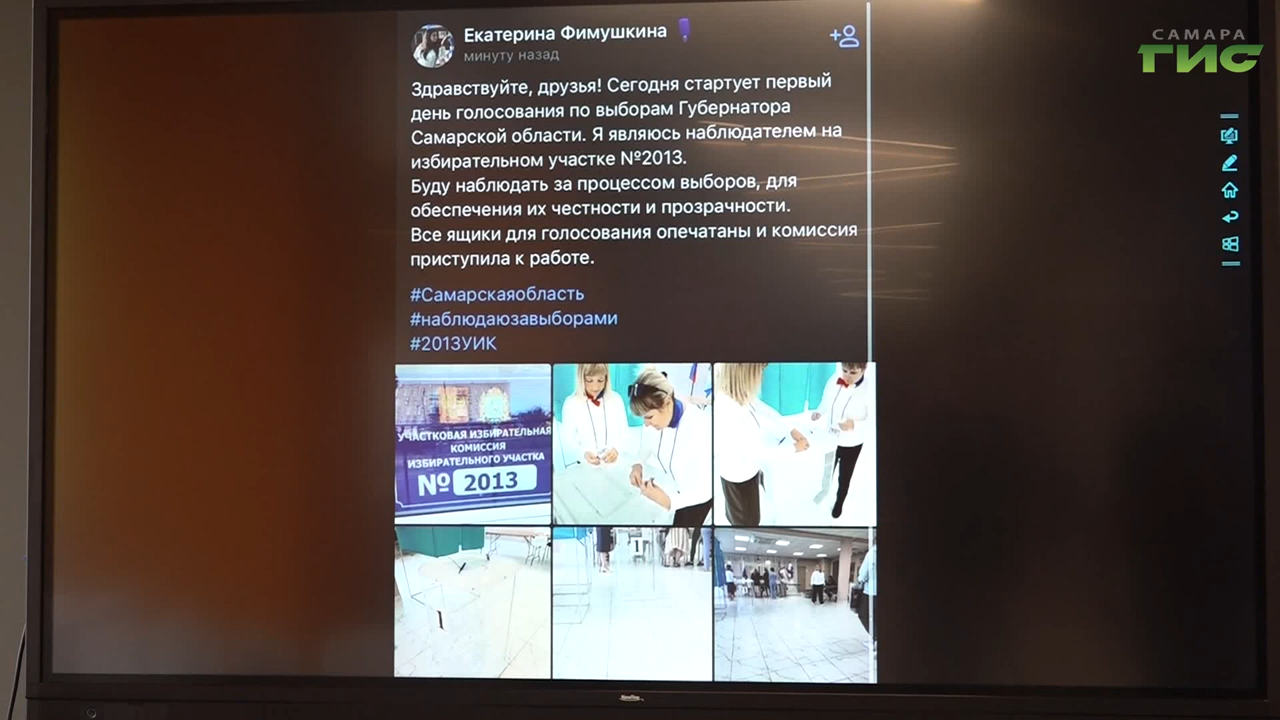 Екатерина Фимушкина
минуту назад
САМАРА
ГИС
Здравствуйте, друзья! Сегодня стартует первый
день голосования по выборам Губернатора
Самарской области. Я являюсь наблюдателем на
избирательном участке №2013.
Буду наблюдать за процессом выборов, для
обеспечения их честности и прозрачности.
Все ящики для голосования опечатаны и комиссия
приступила к работе.
#Самарскаяобласть
#наблюдаюзавыборами
#2013УИК
УЧАСТКОВАЯ ИЗБИРАТЕЛЬНАЯ
КОМИССИЯ
ИЗБИРАТЕЛЬНОГО УЧАСТКА
№ 2013